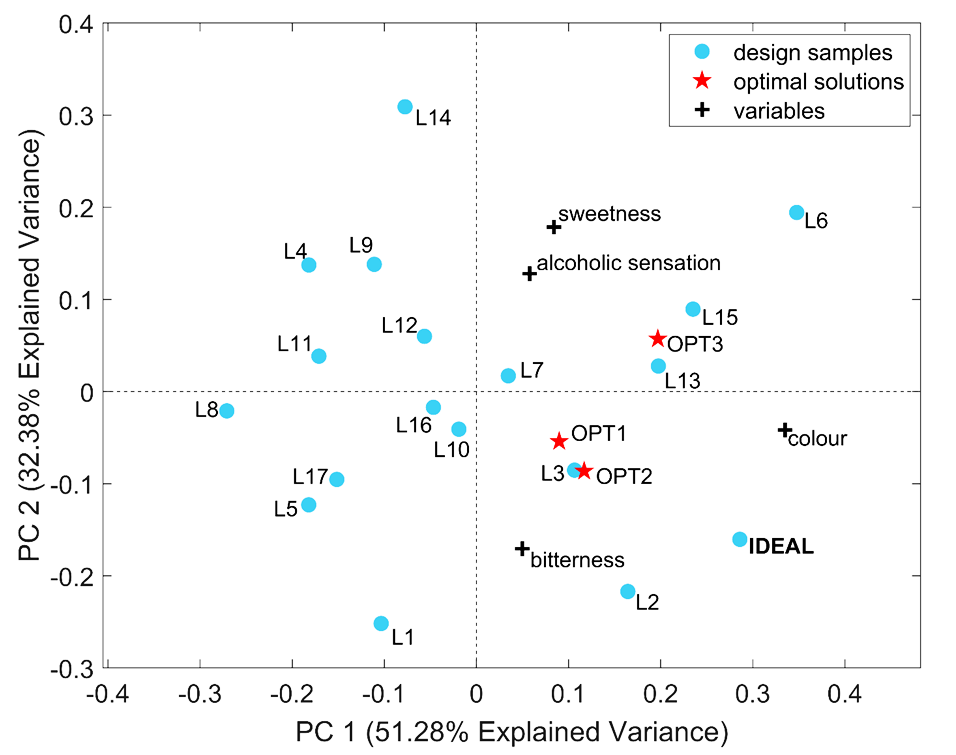 0.4
0.3
0.2
0.1
0
-0.1
-0.2
-0.3
PC 2 (32.38% Explained Variance)
design samples
optimal solutions
variables
L14
sweetness
L6
L4
L9
alcoholic sensation
L12
L15
L11
OPT3
L7
L13
L8
L16
OPT1
colour
L10
L17
L3
OPT2
L5
IDEAL
bitterness
L2
L1
-0.4
-0.3
-0.2
-0.1
0
0.1
0.2
0.3
0.4
PC 1 (51.28% Explained Variance)